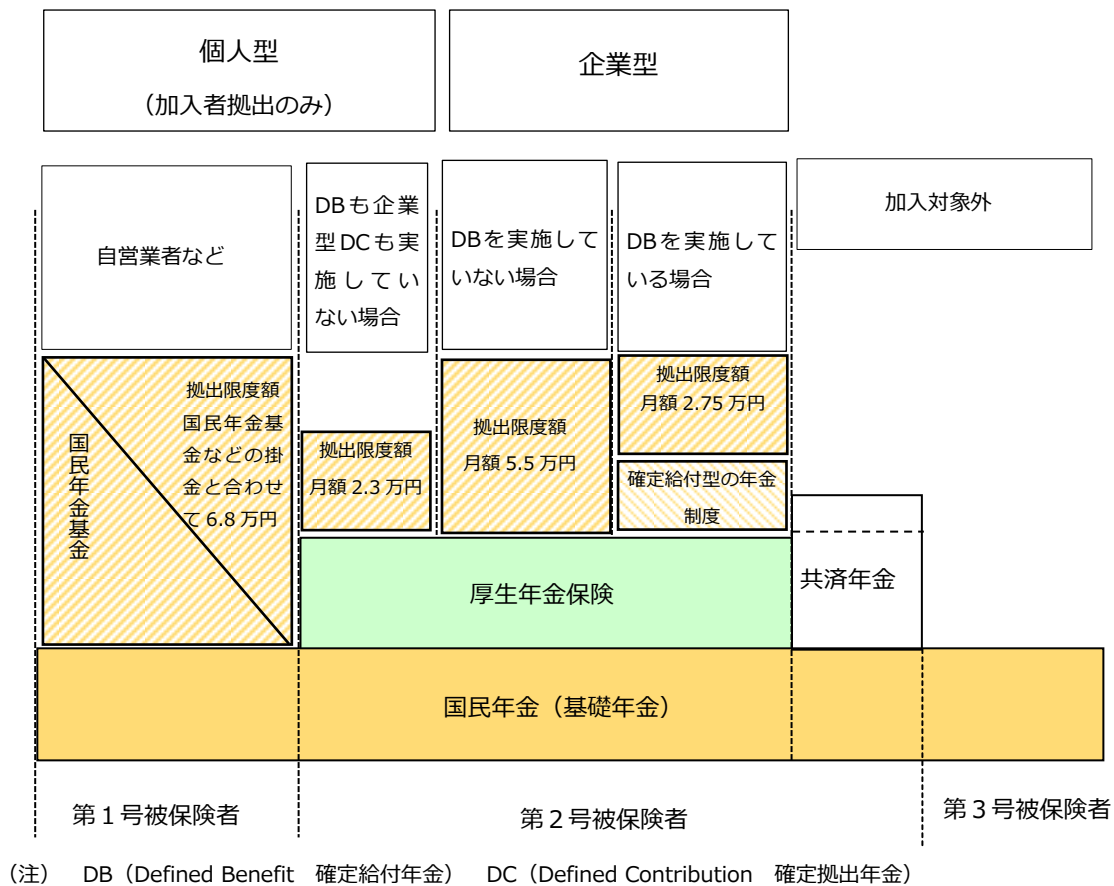 個人型
（加入者拠出のみ）
企業型
自営業者など
DBも企業
型DCも実
施してい
ない場合
DBを実施して
いない場合
DBを実施して
いる場合
加入対象外
国民年金基金
拠出限度額
国民年金基
金などの掛
金と合わせ
て 6.8 万円
拠出限度額
月額 2.3 万円
拠出限度額
月額 5.5 万円
拠出限度額
月額 2.75 万円
確定給付型の年金
制度
厚生年金保険
共済年金
国民年金（基礎年金）
第１号被保険者
第２号被保険者
第３号被保険者
（注）　DB（Defined Benefit　確定給付年金）　DC（Defined Contribution　確定拠出年金）